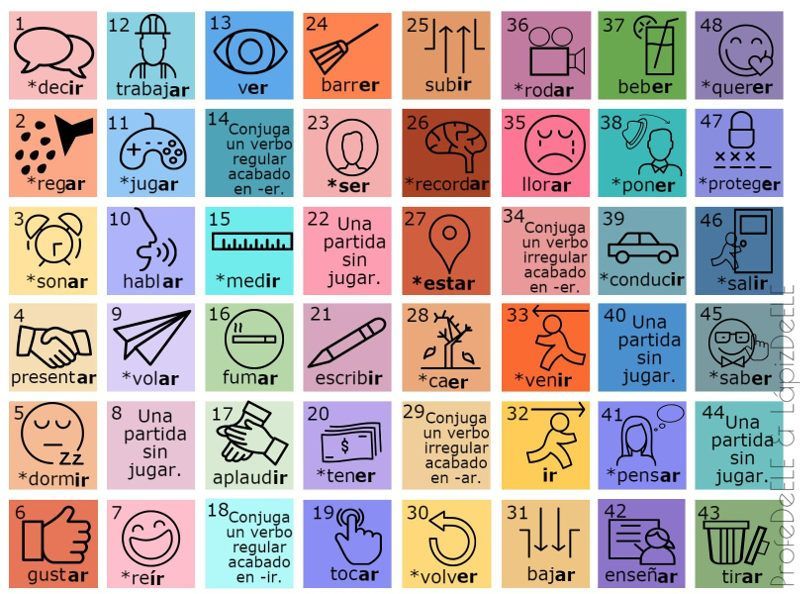 1
*decir
12
trabajar
13
ver
24
barrer
25
subir
36
*rodar
37
beber
48
*querer
2
*regar
11
*jugar
14
Conjuga
un verbo
regular
acabado
en -er.
23
*ser
26
*recordar
35
llorar
38
*poner
47
*proteger
3
*sonar
10
hablar
15
*medir
22
Una
partida
sin
jugar.
27
*estar
34
Conjuga
un verbo
irregular
acabado
en -er.
39
*conducir
46
*salir
4
presentar
9
*volar
16
fumar
21
escribir
28
*caer
33
*venir
40
Una
partida
sin
jugar.
45
*saber
5
zz
*dormir
8
Una
partida
sin
jugar.
17
aplaudir
20
$
*tener
29
Conjuga
un verbo
irregular
acabado
en -ar.
32
ir
41
*pensar
44
Una
partida
sin
jugar.
6
gustar
7
*reír
18
Conjuga
un verbo
regular
acabado
en -ir.
19
tocar
30
*volver
31
bajar
42
enseñar
43
tirar
ProfeDeELE & LápizDeELE